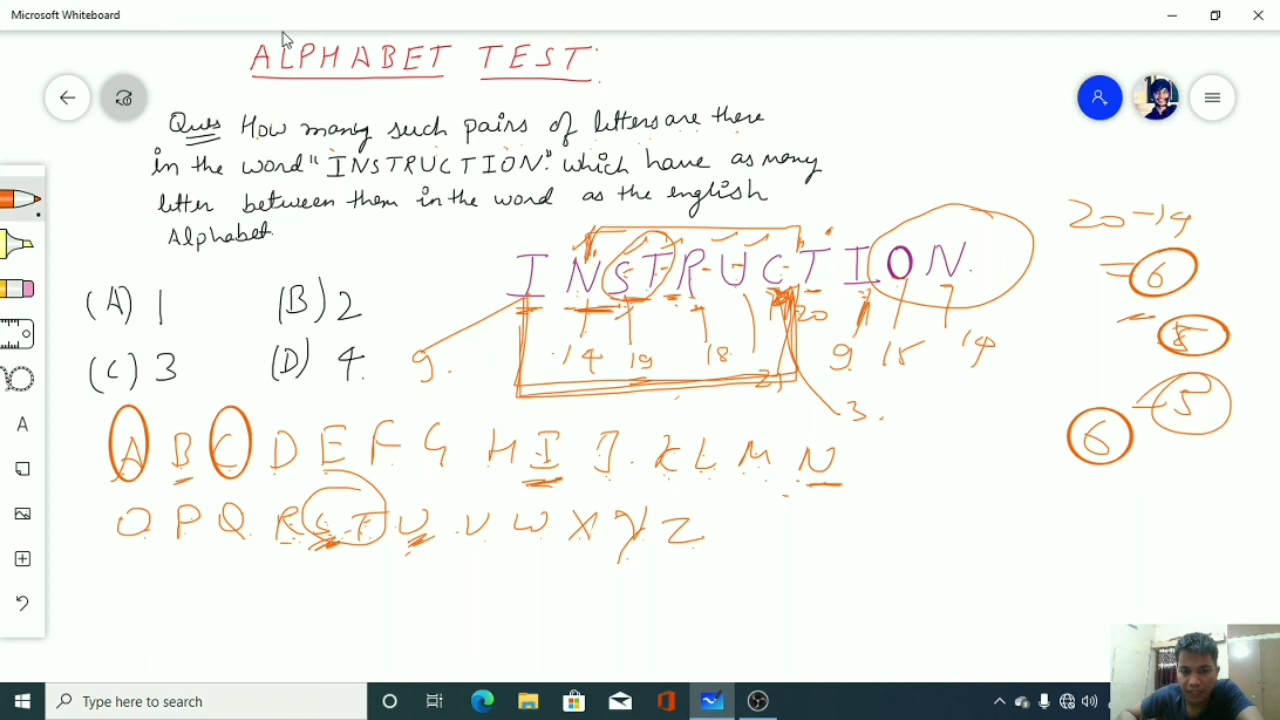 Microsoft Whiteboard
ALPHABET TEST:
Ques How many such pairs of letters are there
in the word "INSTRUCTION." which have as many
letter between them in the word as the english
Alphabet.
INSTRUCTION.
(A) 1 (B) 2
(C) 3 (D) 4.
9. 14 19 18 21 20 9 15 14
3.
20-14
=6
5
6
A B C D E F G H I J K L M N
O P Q R S T U V W X Y Z
A
Type here to search